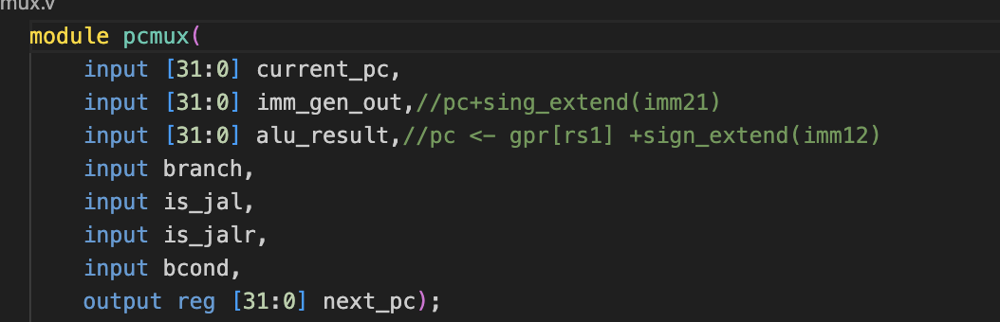 mux.v
module pcmux(
input [31:0] current_pc,
input [31:0] imm_gen_out,//pc+sing_extend(imm21)
input [31:0] alu_result,//pc <- gpr[rs1] +sign_extend(imm12)
input branch,
input is_jal,
input is_jalr,
input bcond,
output reg [31:0] next_pc);